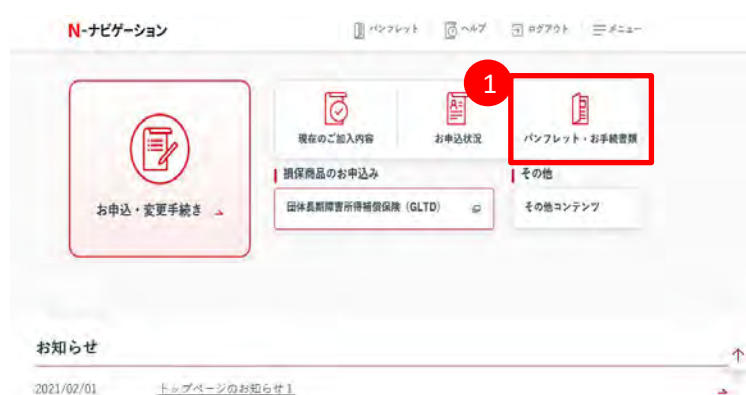 N-ナビゲーション
パンフレット ヘルプ ログアウト メニュー
1
現在のご加入内容 お申込状況 パンフレット・お手続書類
お申込・変更手続き
損保商品のお申込み その他
団体長期障害所得補償保険（GLTD） その他コンテンツ
お知らせ
2021/02/01 トップページのお知らせ1